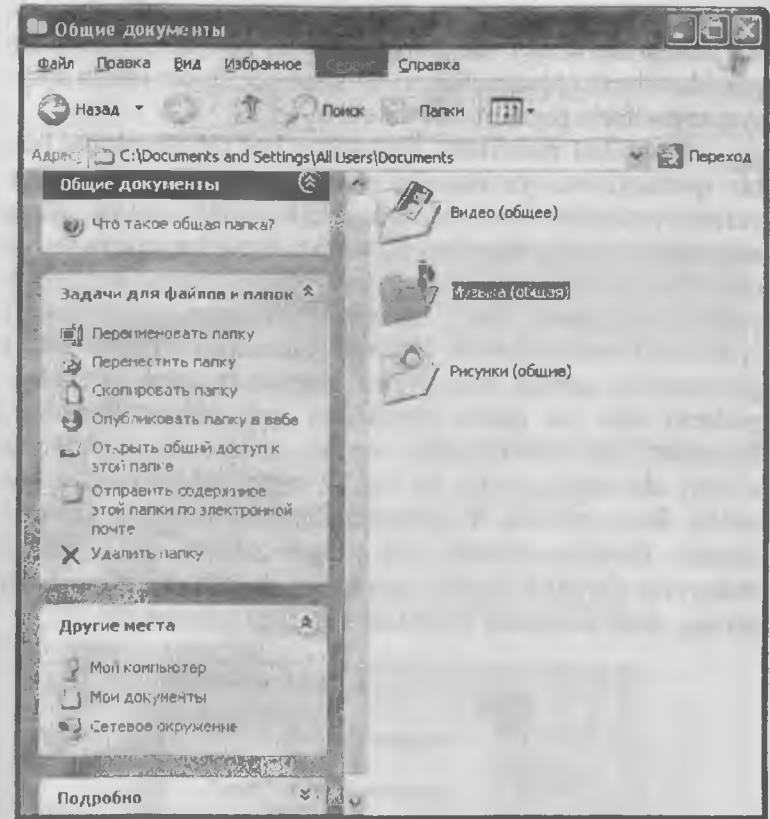 Общие документы
Файл Правка Вид Избранное Сервис Справка
Назад Поиск Папки
Адрес: C:\Documents and Settings\All Users\Documents Переход
Общие документы
Что такое общая папка?
Задачи для файлов и папок
Переименовать папку
Переместить папку
Скопировать папку
Опубликовать папку в вебе
Открыть общий доступ к
этой папке
Отправить содержимое
этой папки по электронной
почте
Удалить папку
Другие места
Мой компьютер
Мои документы
Сетевое окружение
Подробно
Видео (общее)
Музыка (общая)
Рисунки (общие)